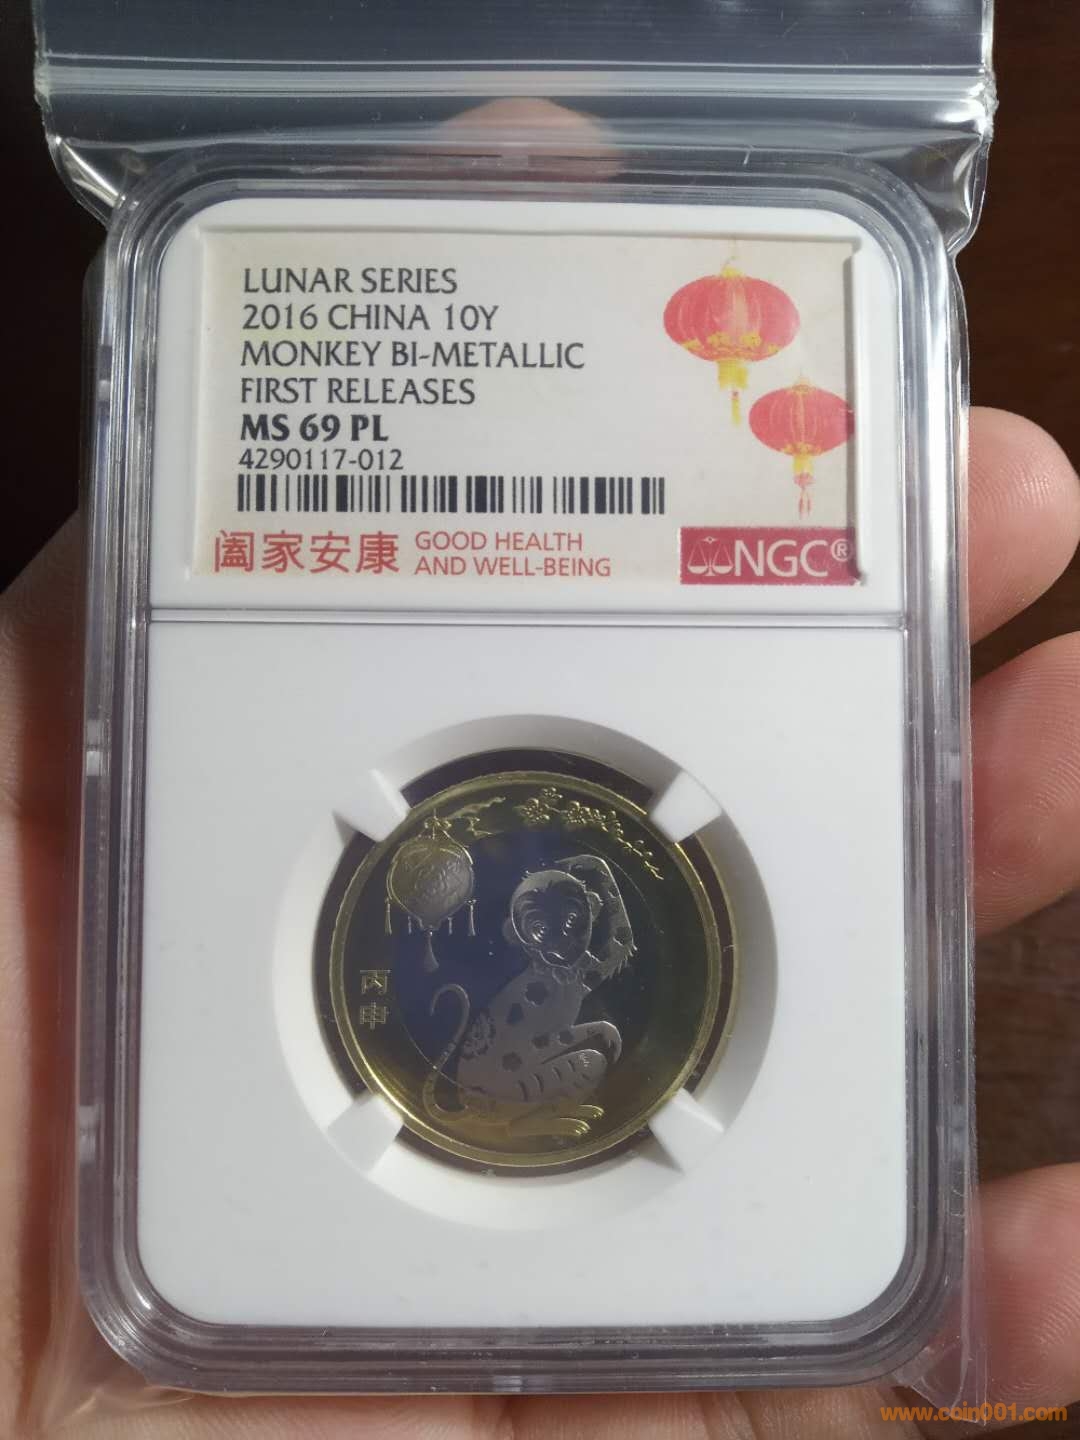 LUNAR SERIES
2016 CHINA 10Y
MONKEY BI-METALLIC
FIRST RELEASES
MS 69 PL
4290117-012
阖家安康 GOOD HEALTH
AND WELL-BEING
NGC®
丙申
www.coin001.com